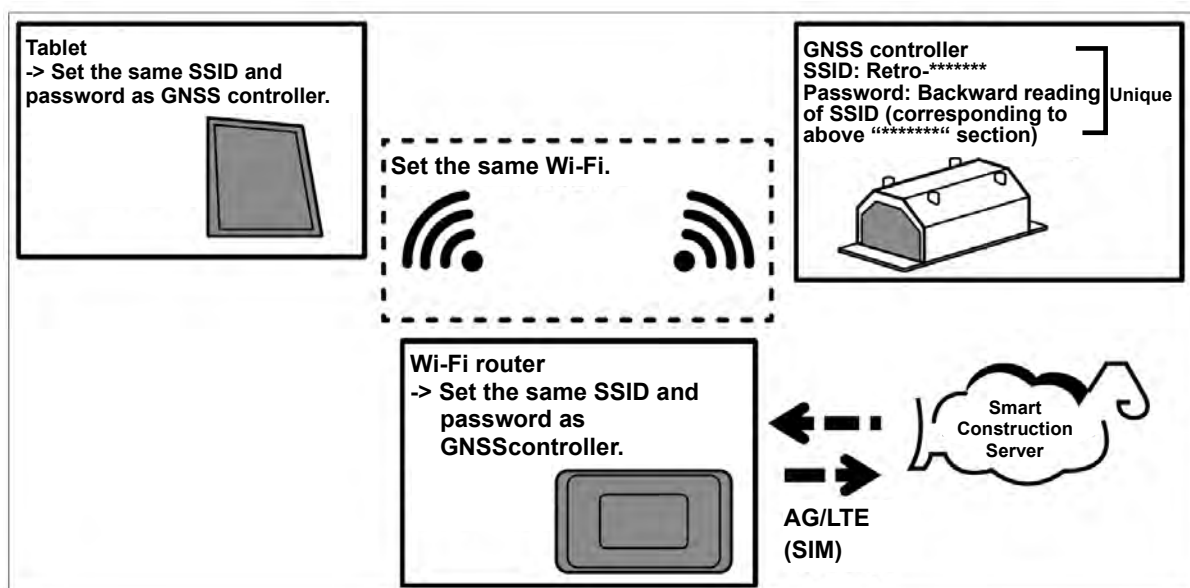 Tablet
-> Set the same SSID and
password as GNSS controller.
GNSS controller
SSID: Retro-*******
Password: Backward reading
of SSID (corresponding to
above “*******“ section)
Unique
Set the same Wi-Fi.
Wi-Fi router
-> Set the same SSID and
password as
GNSScontroller.
Smart
Construction
Server
AG/LTE
(SIM)